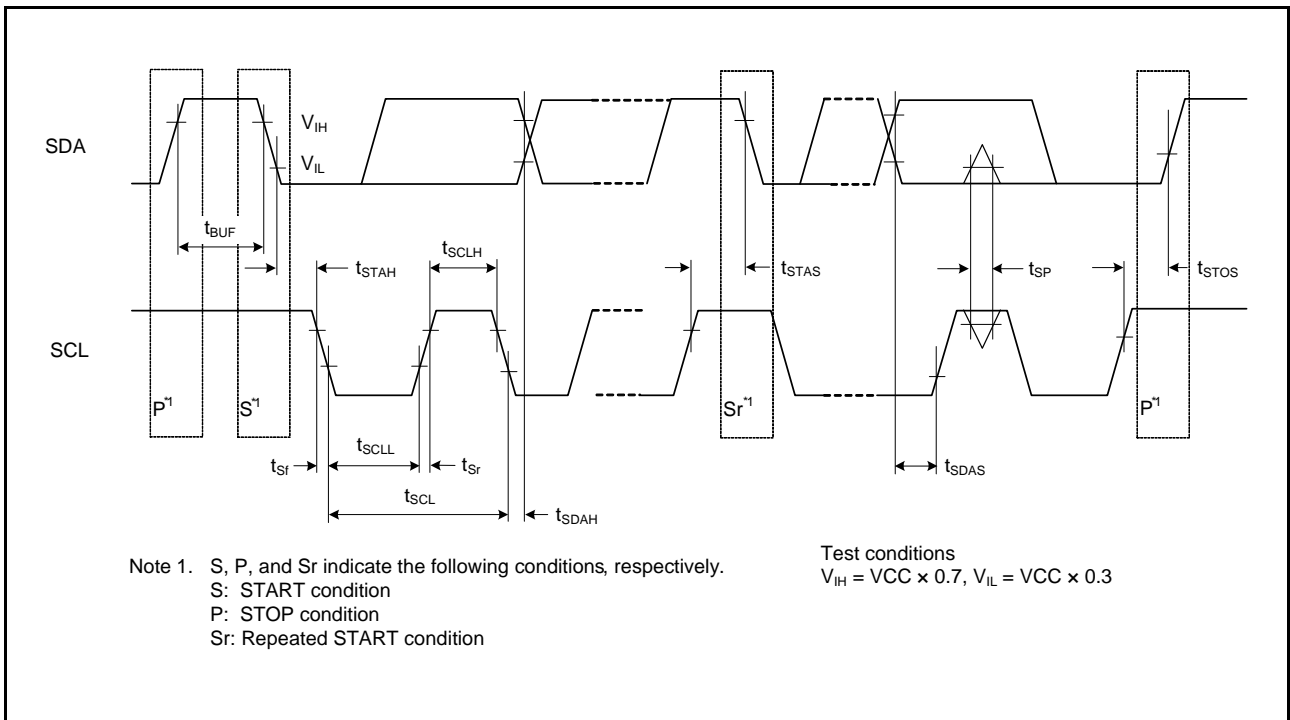 SDA
V_IH
V_IL
t_BUF
t_STAH
t_SCLH
t_STAS
t_SP
t_STOS
SCL
P*1
S*1
Sr*1
P*1
t_Sf
t_SCLL
t_Sr
t_SDAS
t_SCL
t_SDAH
Note 1. S, P, and Sr indicate the following conditions, respectively.
S: START condition
P: STOP condition
Sr: Repeated START condition
Test conditions
V_IH = VCC × 0.7, V_IL = VCC × 0.3